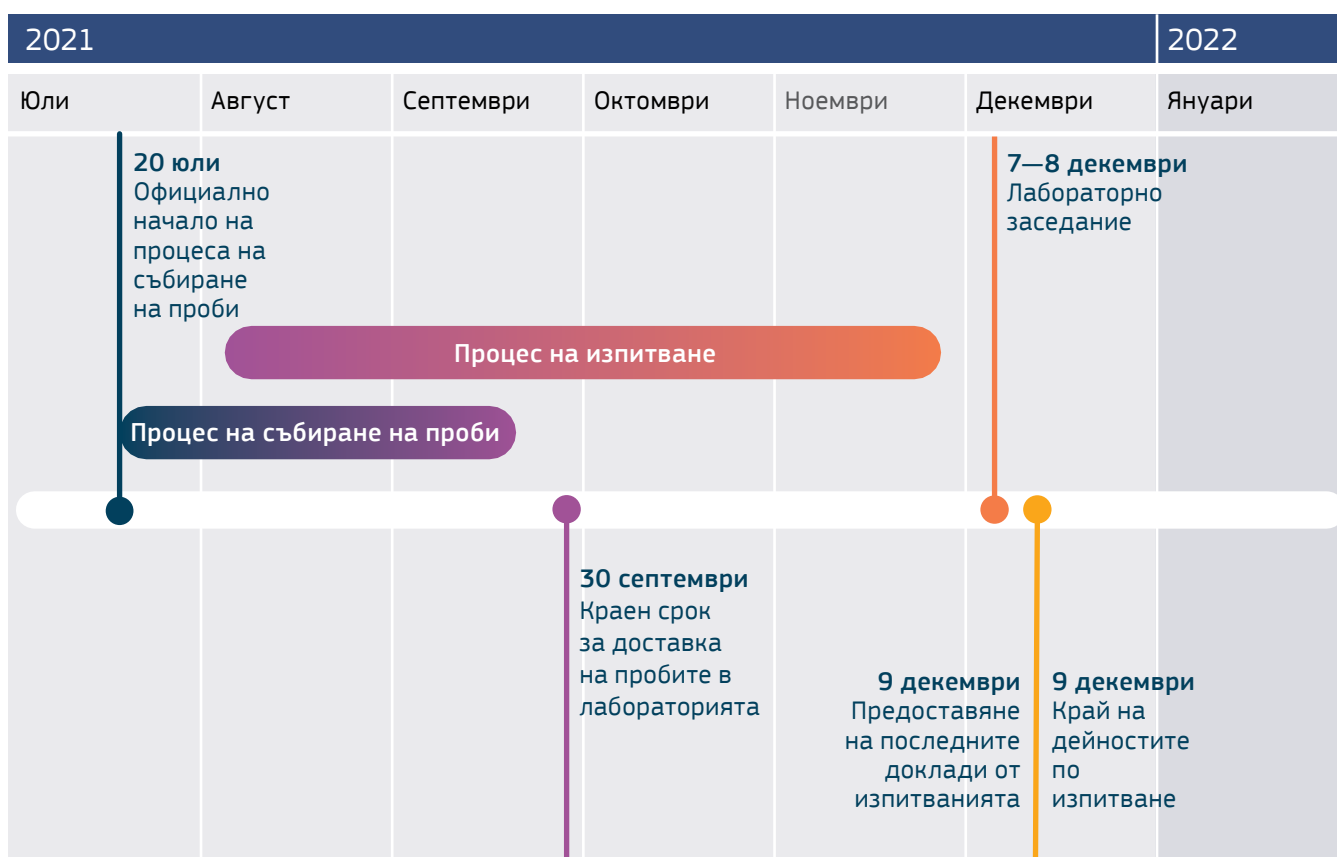 2021
2022
Юли
Август
Септември
Октомври
Ноември
Декември
Януари
20 юли
Официално
начало на
процеса на
събиране
на проби
7—8 декември
Лабораторно
заседание
Процес на изпитване
Процес на събиране на проби
30 септември
Краен срок
за доставка
на пробите в
лабораторията
9 декември
Предоставяне
на последните
доклади от
изпитванията
9 декември
Край на
дейностите
по
изпитване